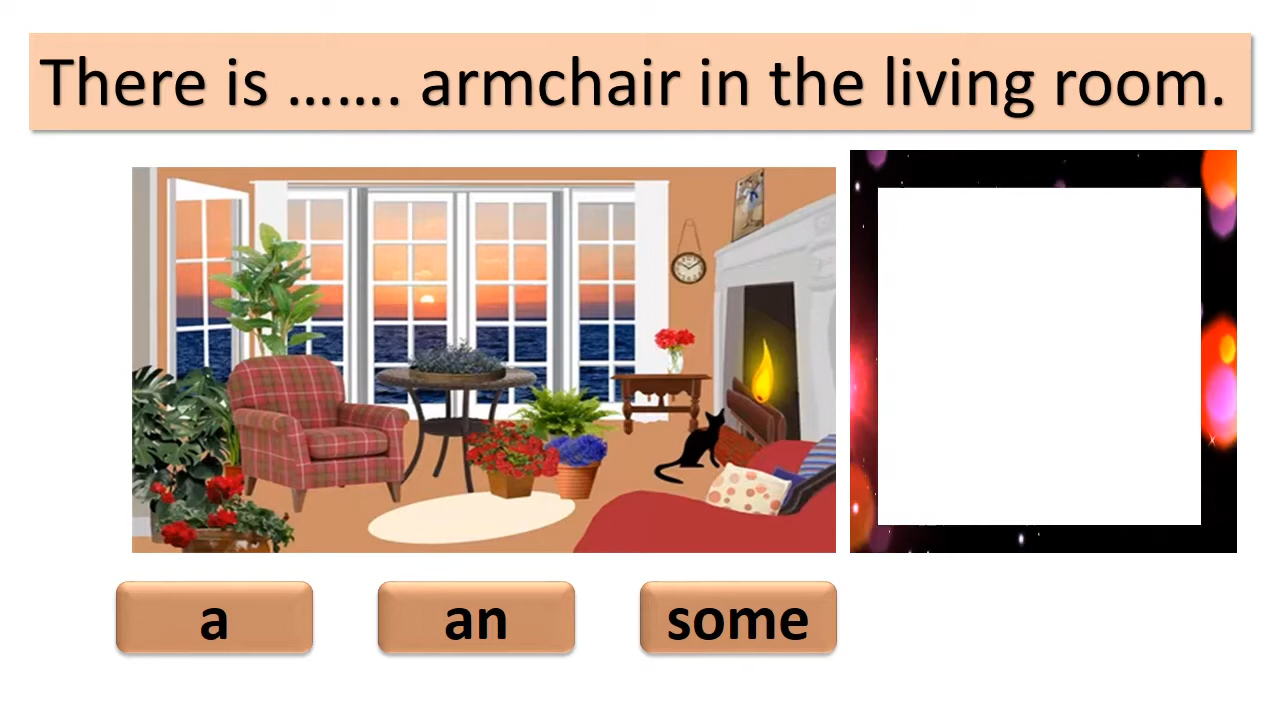 There is ……. armchair in the living room.
a
an
some